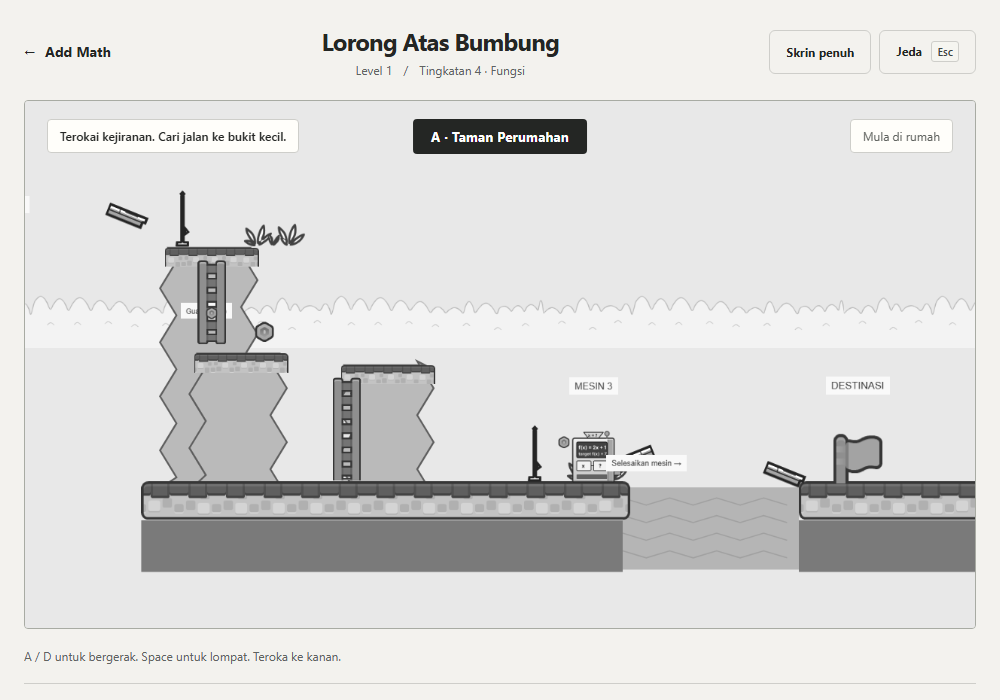 ← Add Math
Lorong Atas Bumbung
Level 1 / Tingkatan 4 · Fungsi
Skrin penuh
Jeda Esc
Terokai kejiranan. Cari jalan ke bukit kecil.
A · Taman Perumahan
Mula di rumah
MESIN 3
DESTINASI
Selesaikan mesin →
A / D untuk bergerak. Space untuk lompat. Teroka ke kanan.